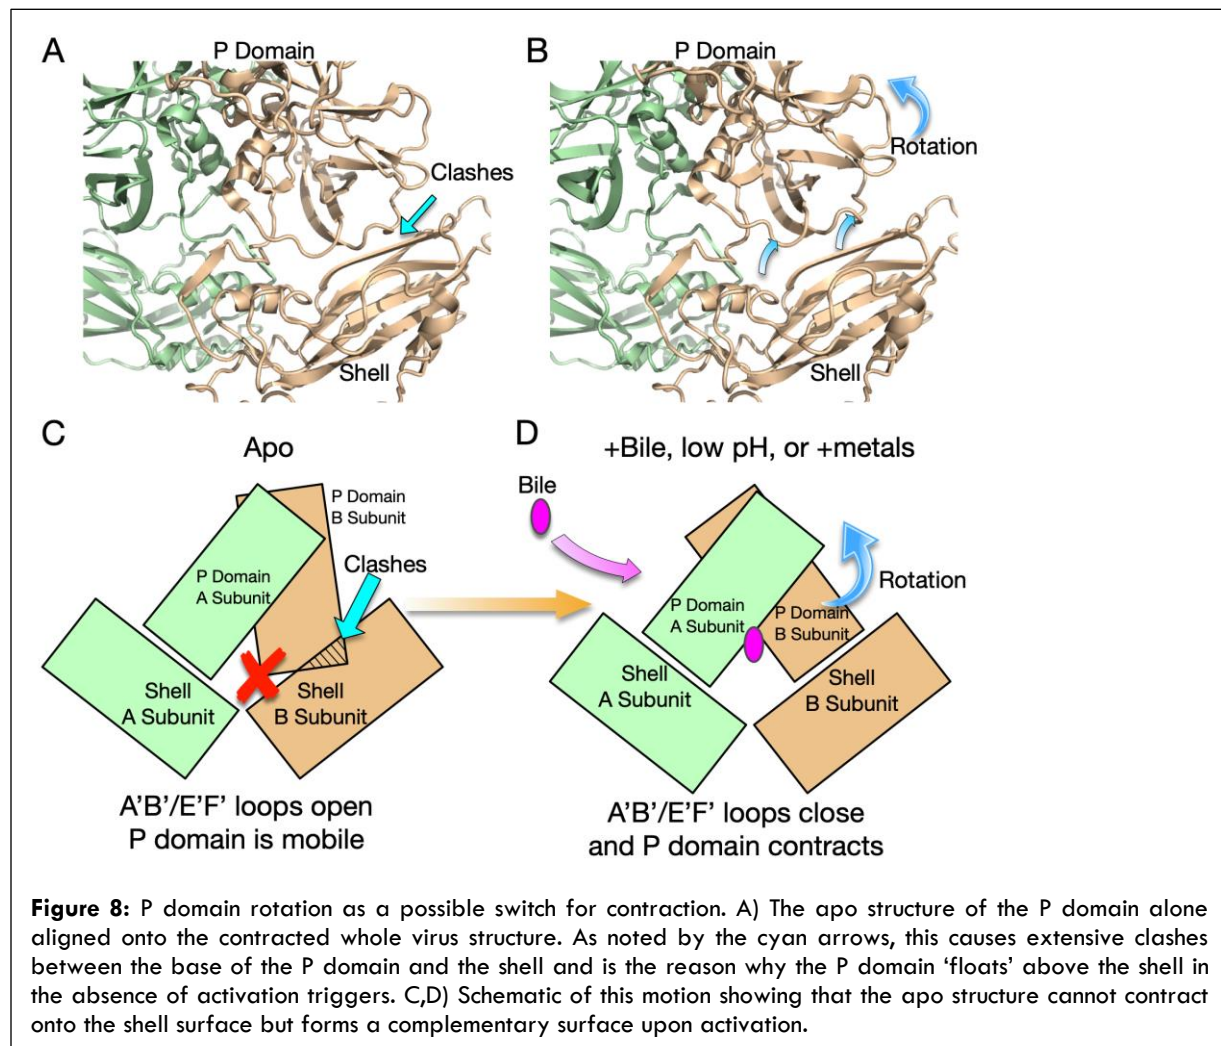 A
P Domain
Clashes
Shell
B
P Domain
Rotation
Shell
C
Apo
P Domain
B Subunit
Clashes
P Domain
A Subunit
Shell
A Subunit
Shell
B Subunit
A'B'/E'F' loops open
P domain is mobile
D
+Bile, low pH, or +metals
Bile
Rotation
P Domain
A Subunit
P Domain
B Subunit
Shell
A Subunit
Shell
B Subunit
A'B'/E'F' loops close
and P domain contracts
Figure 8: P domain rotation as a possible switch for contraction. A) The apo structure of the P domain alone
aligned onto the contracted whole virus structure. As noted by the cyan arrows, this causes extensive clashes
between the base of the P domain and the shell and is the reason why the P domain ‘floats’ above the shell in
the absence of activation triggers. C,D) Schematic of this motion showing that the apo structure cannot contract
onto the shell surface but forms a complementary surface upon activation.